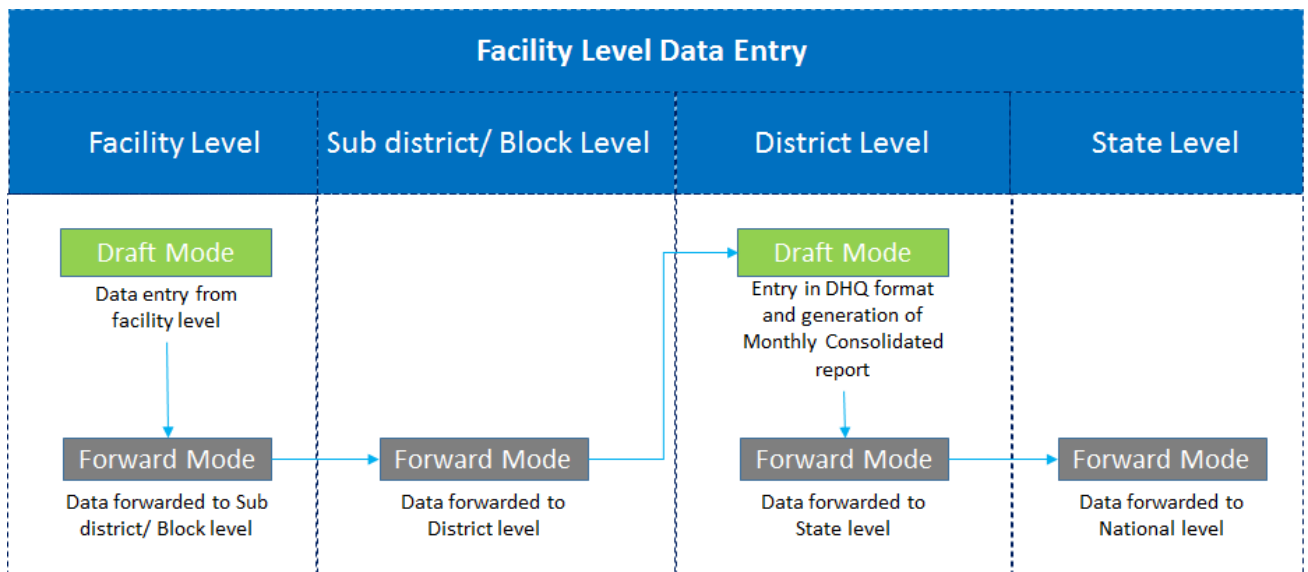 Facility Level Data Entry
Facility Level
Sub district/ Block Level
District Level
State Level
Draft Mode
Data entry from
facility level
Draft Mode
Entry in DHQ format
and generation of
Monthly Consolidated
report
Forward Mode
Data forwarded to Sub
district/ Block level
Forward Mode
Data forwarded to
District level
Forward Mode
Data forwarded to
State level
Forward Mode
Data forwarded to
National level